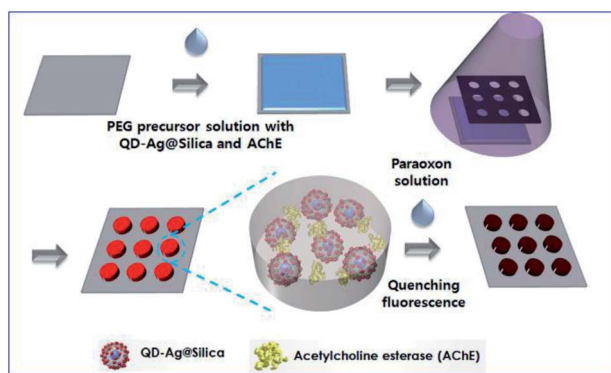 PEG precursor solution with
QD-Ag@Silica and AChE
Paraoxon
solution
Quenching
fluorescence
QD-Ag@Silica
Acetylcholine esterase (AChE)